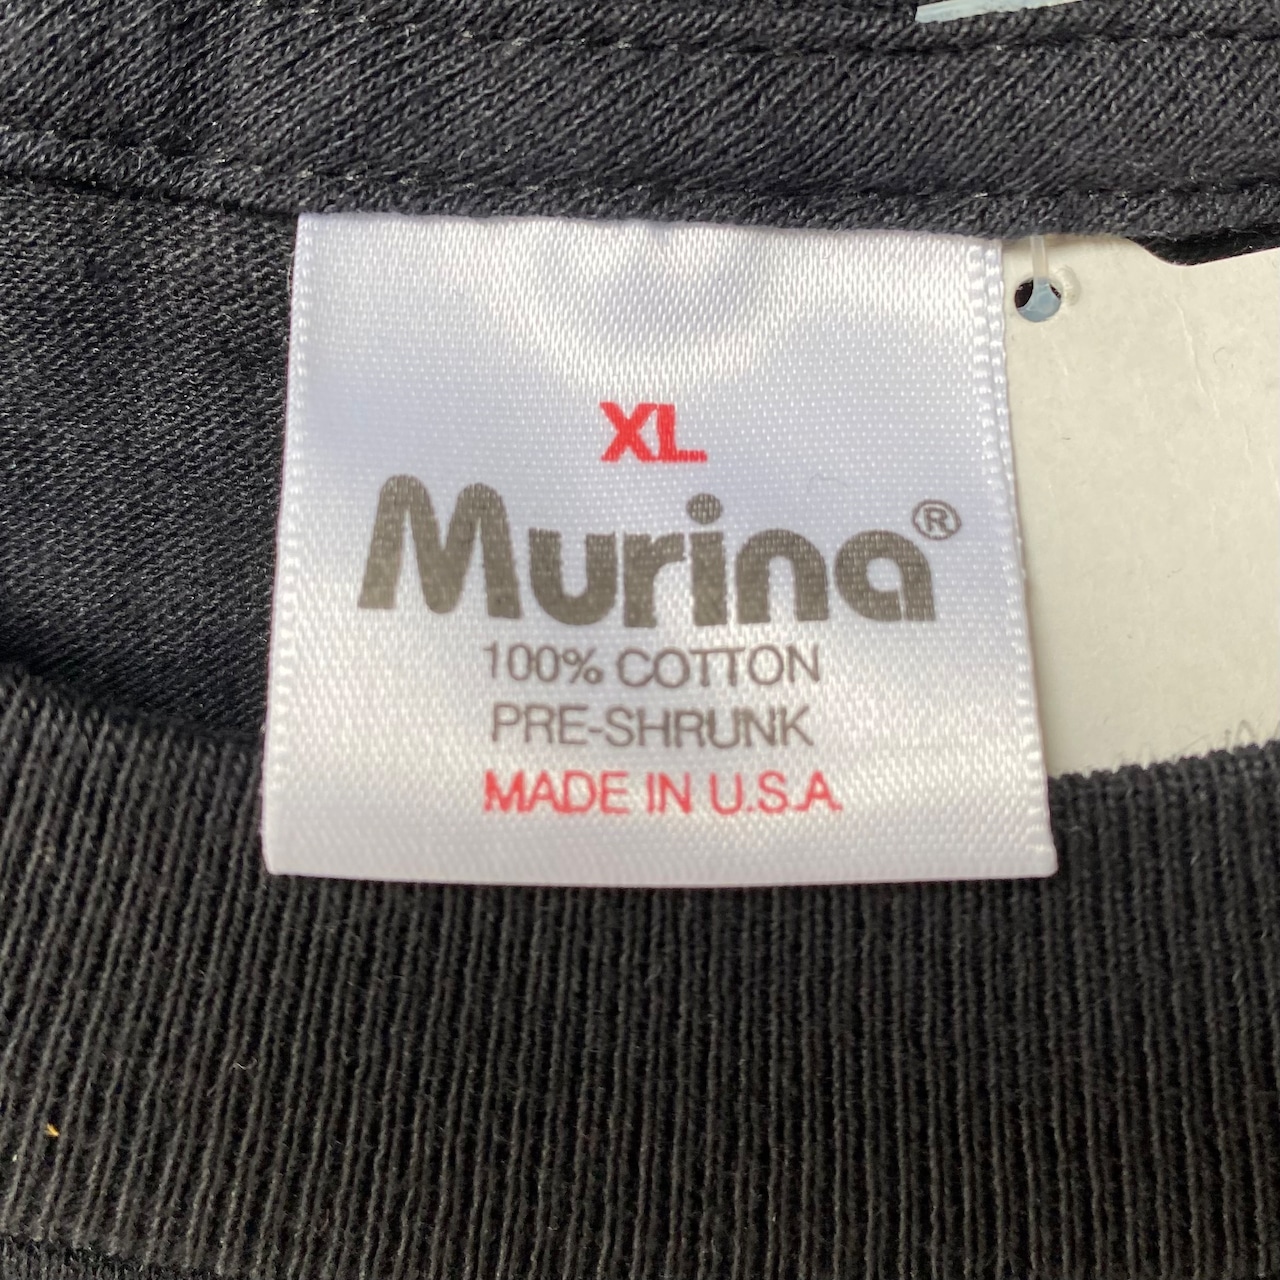 XL
Murina®
100% COTTON
PRE-SHRUNK
MADE IN U.S.A.